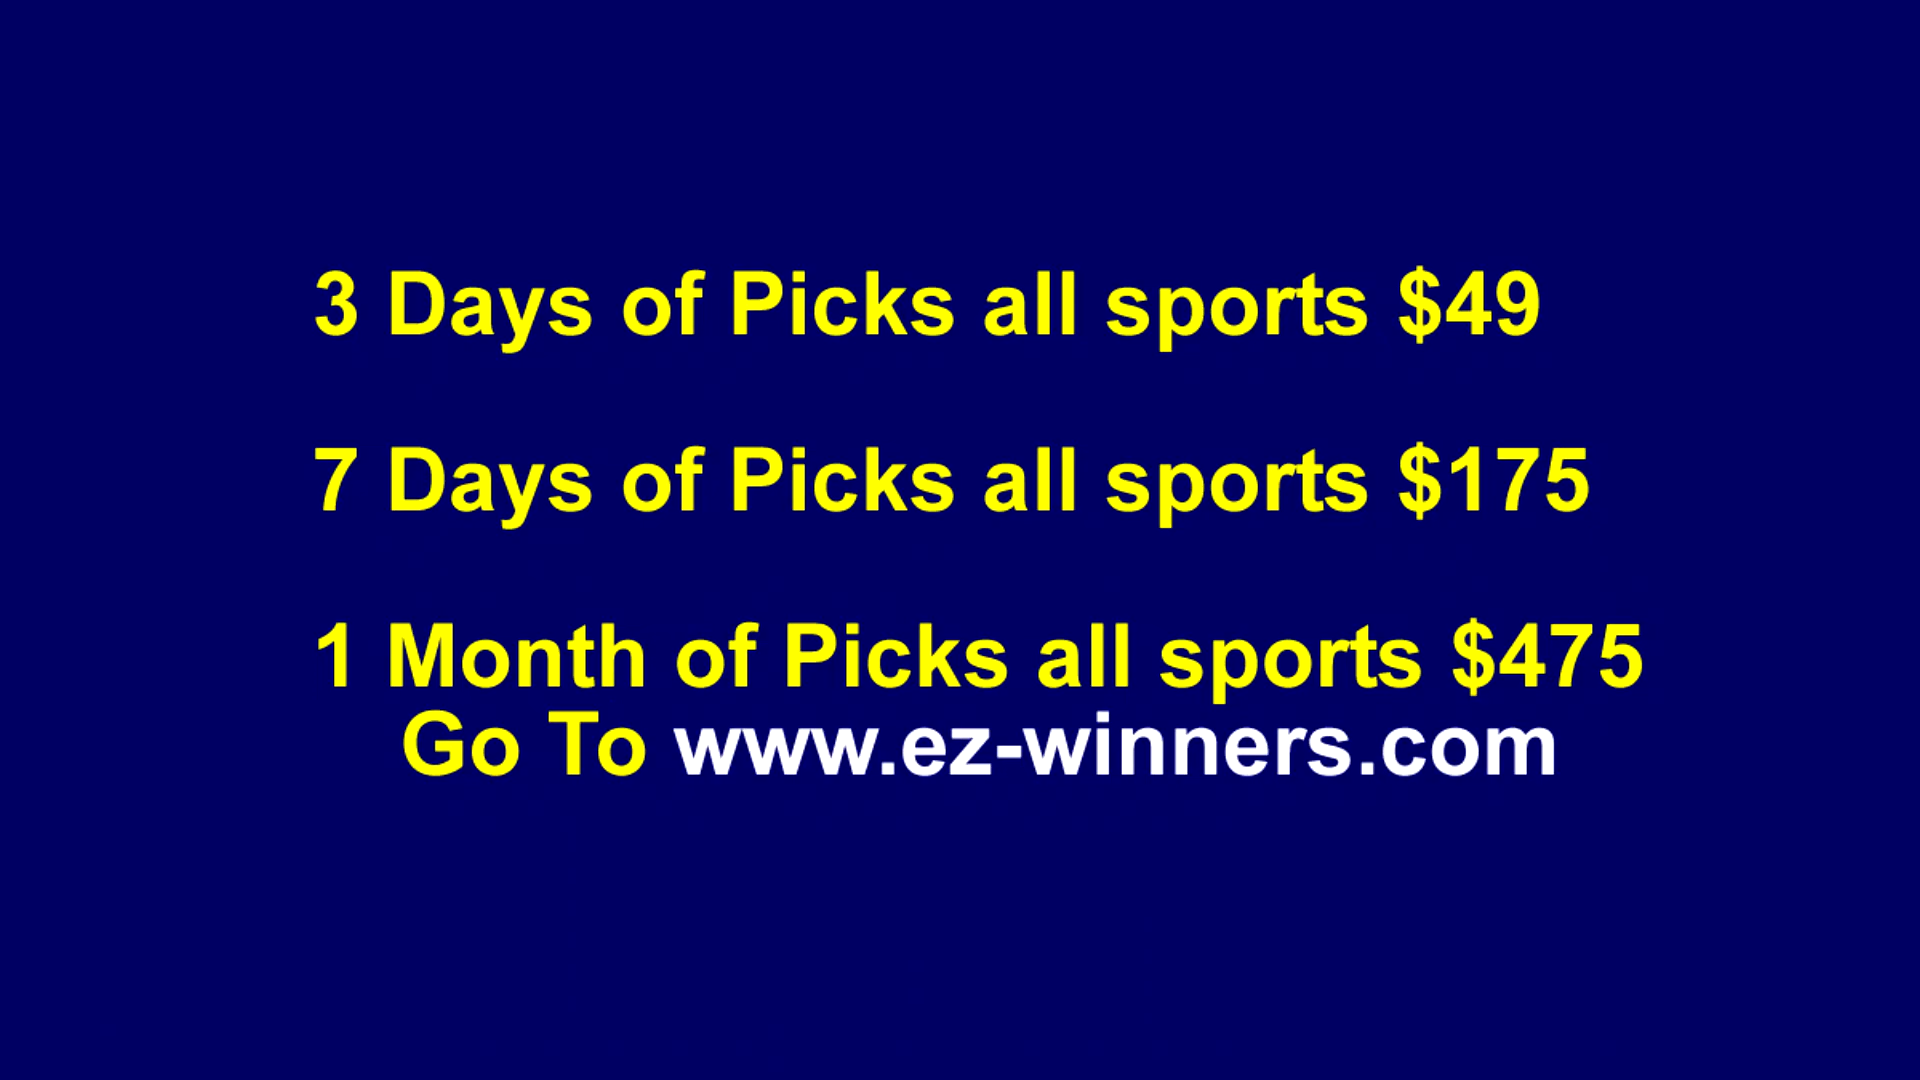 3 Days of Picks all sports $49
7 Days of Picks all sports $175
1 Month of Picks all sports $475
Go To www.ez-winners.com